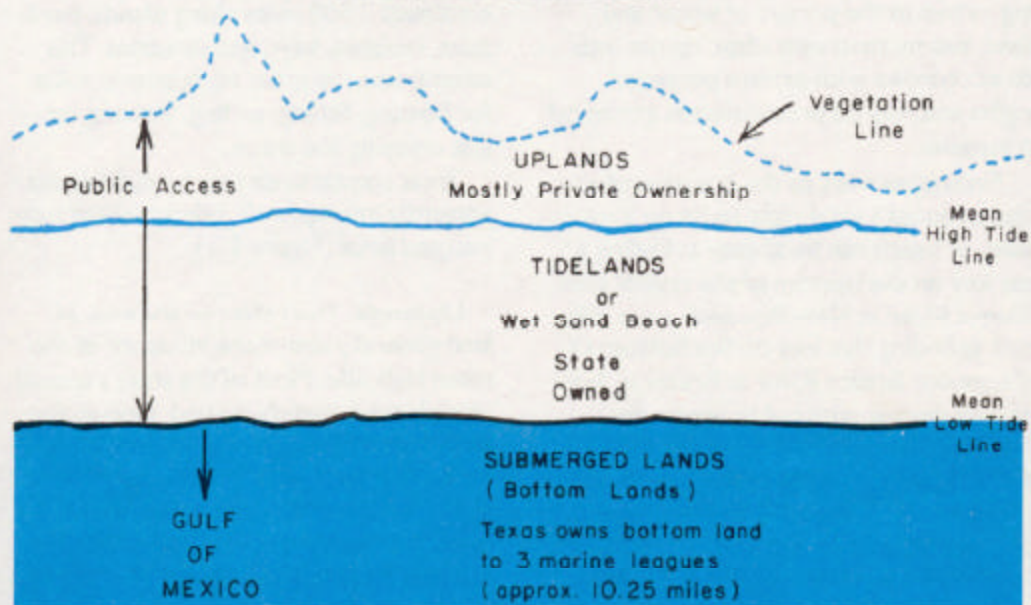 Vegetation
Line
UPLANDS
Mostly Private Ownership
Public Access
Mean
High Tide
Line
TIDELANDS
or
Wet Sand Beach
State
Owned
Mean
Low Tide
Line
SUBMERGED LANDS
(Bottom Lands)
Texas owns bottom land
to 3 marine leagues
(approx. 10.25 miles)
GULF
OF
MEXICO